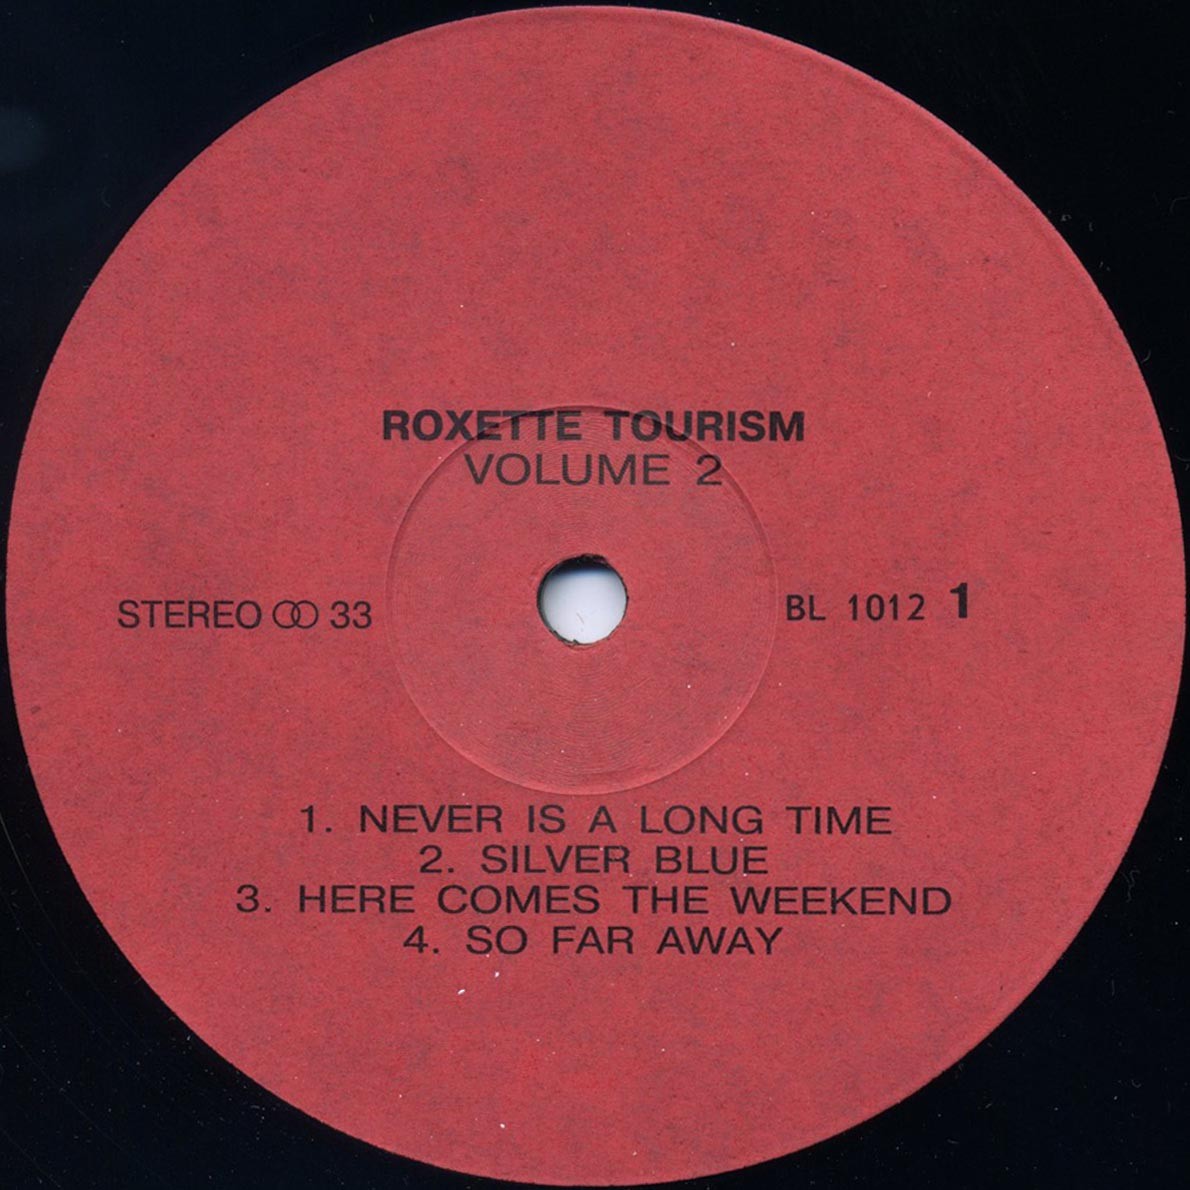 ROXETTE TOURISM
VOLUME 2
STEREO 33
BL 1012 1
1. NEVER IS A LONG TIME
2. SILVER BLUE
3. HERE COMES THE WEEKEND
4. SO FAR AWAY